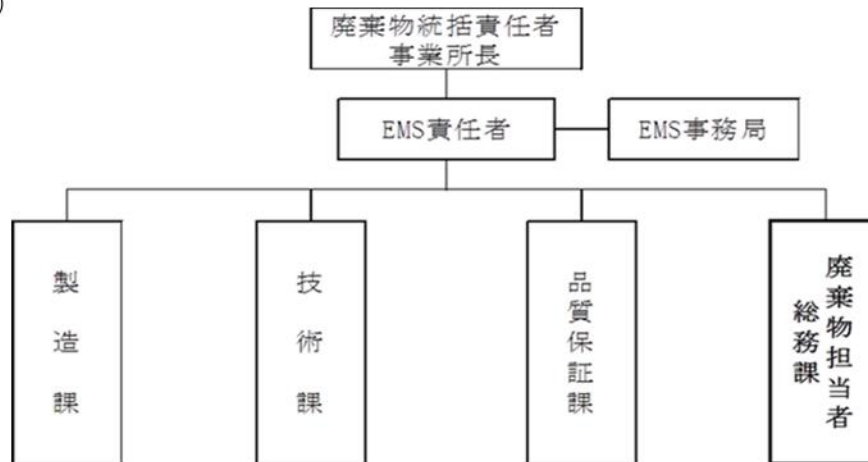 )
廃棄物統括責任者
事業所長
EMS責任者
EMS事務局
製造課
技術課
品質保証課
廃棄物担当者
総務課